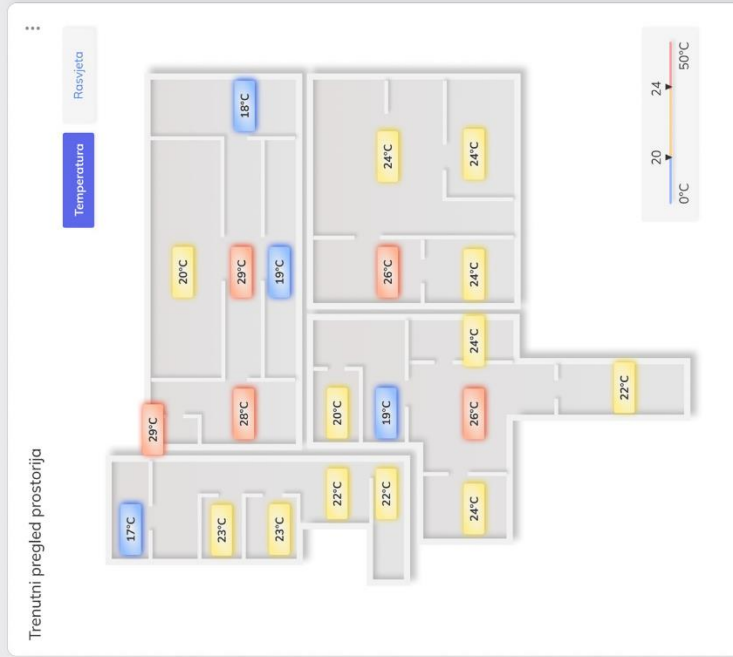 Trenutni pregled prostorija
Temperatura Rasvjeta
17°C
29°C
20°C
23°C
28°C 29°C 18°C
23°C 19°C
22°C 20°C
22°C 19°C 26°C 24°C
24°C 26°C 24°C 24°C 24°C
22°C
20 24
0°C 50°C